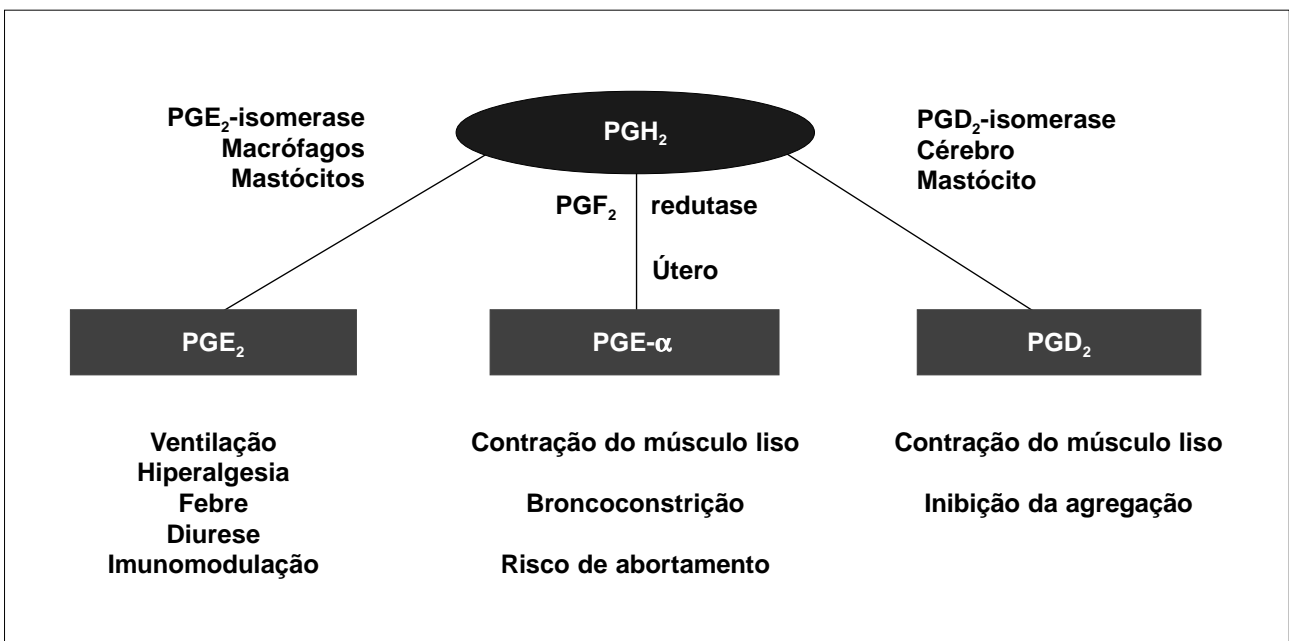 PGE₂-isomerase
Macrófagos
Mastócitos
PGH₂
PGD₂-isomerase
Cérebro
Mastócito
PGF₂ redutase
Útero
PGE₂
PGE-α
PGD₂
Ventilação
Hiperalgesia
Febre
Diurese
Imunomodulação
Contração do músculo liso
Broncoconstrição
Risco de abortamento
Contração do músculo liso
Inibição da agregação